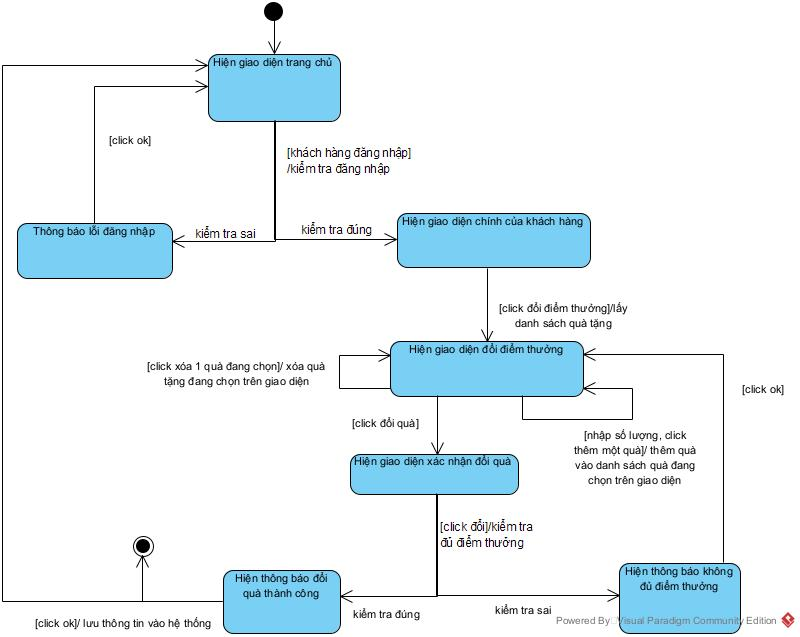 Hiện giao diện trang chủ
[click ok]
[khách hàng đăng nhập]
/kiểm tra đăng nhập
Thông báo lỗi đăng nhập
kiểm tra sai
kiểm tra đúng
Hiện giao diện chính của khách hàng
[click đổi điểm thưởng]/lấy
danh sách quà tặng
Hiện giao diện đổi điểm thưởng
[click xóa 1 quà đang chọn]/ xóa quà
tặng đang chọn trên giao diện
[click ok]
[click đổi quà]
[nhập số lượng, click
thêm một quà]/ thêm quà
vào danh sách quà đang
chọn trên giao diện
Hiện giao diện xác nhận đổi quà
[click đổi]/kiểm tra
đủ điểm thưởng
Hiện thông báo đổi
quà thành công
Hiện thông báo không
đủ điểm thưởng
kiểm tra đúng
kiểm tra sai
[click ok]/ lưu thông tin vào hệ thống
Powered By Visual Paradigm Community Edition